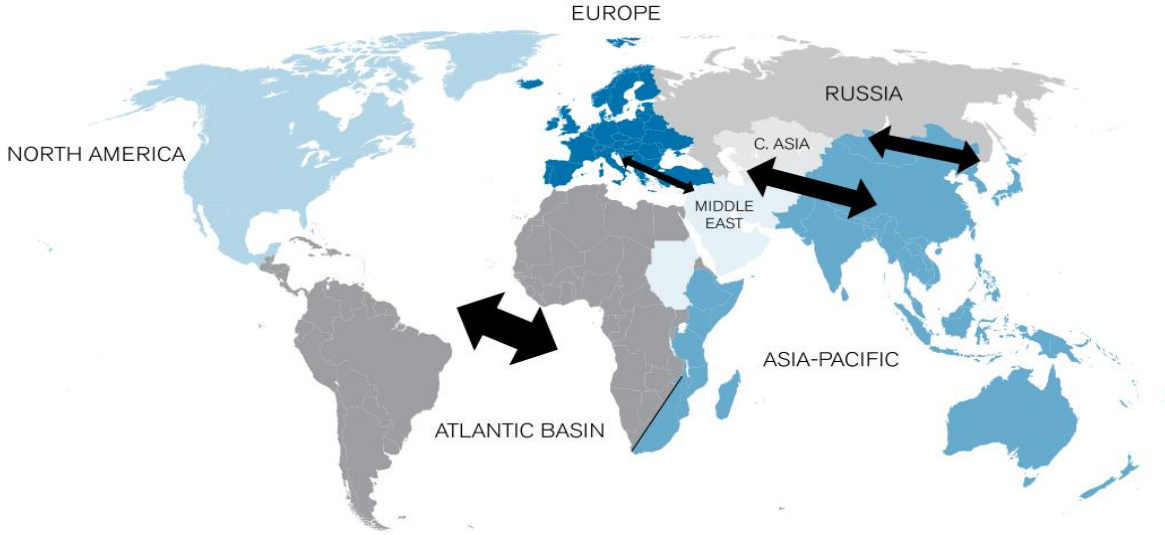 EUROPE
RUSSIA
NORTH AMERICA
C. ASIA
MIDDLE
EAST
ASIA-PACIFIC
ATLANTIC BASIN